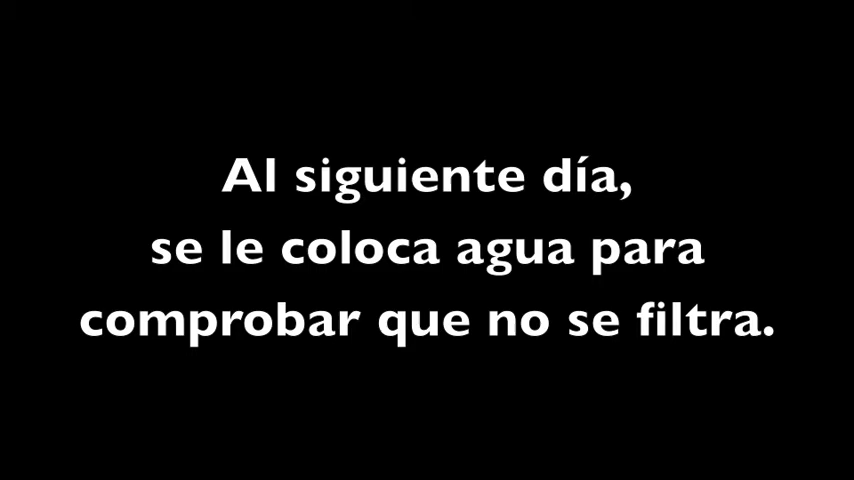 Al siguiente día,
se le coloca agua para
comprobar que no se filtra.